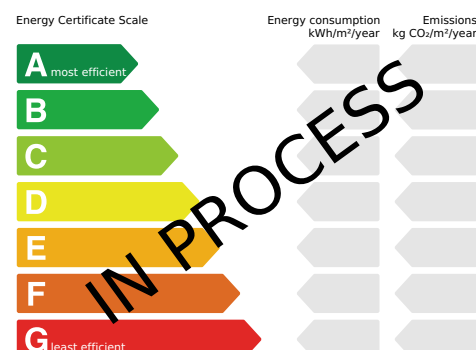 Energy Certificate Scale
Energy consumption
kWh/m²/year
Emissions
kg CO₂/m²/year
A most efficient
B
C
D
E
F
G least efficient
IN PROCESS